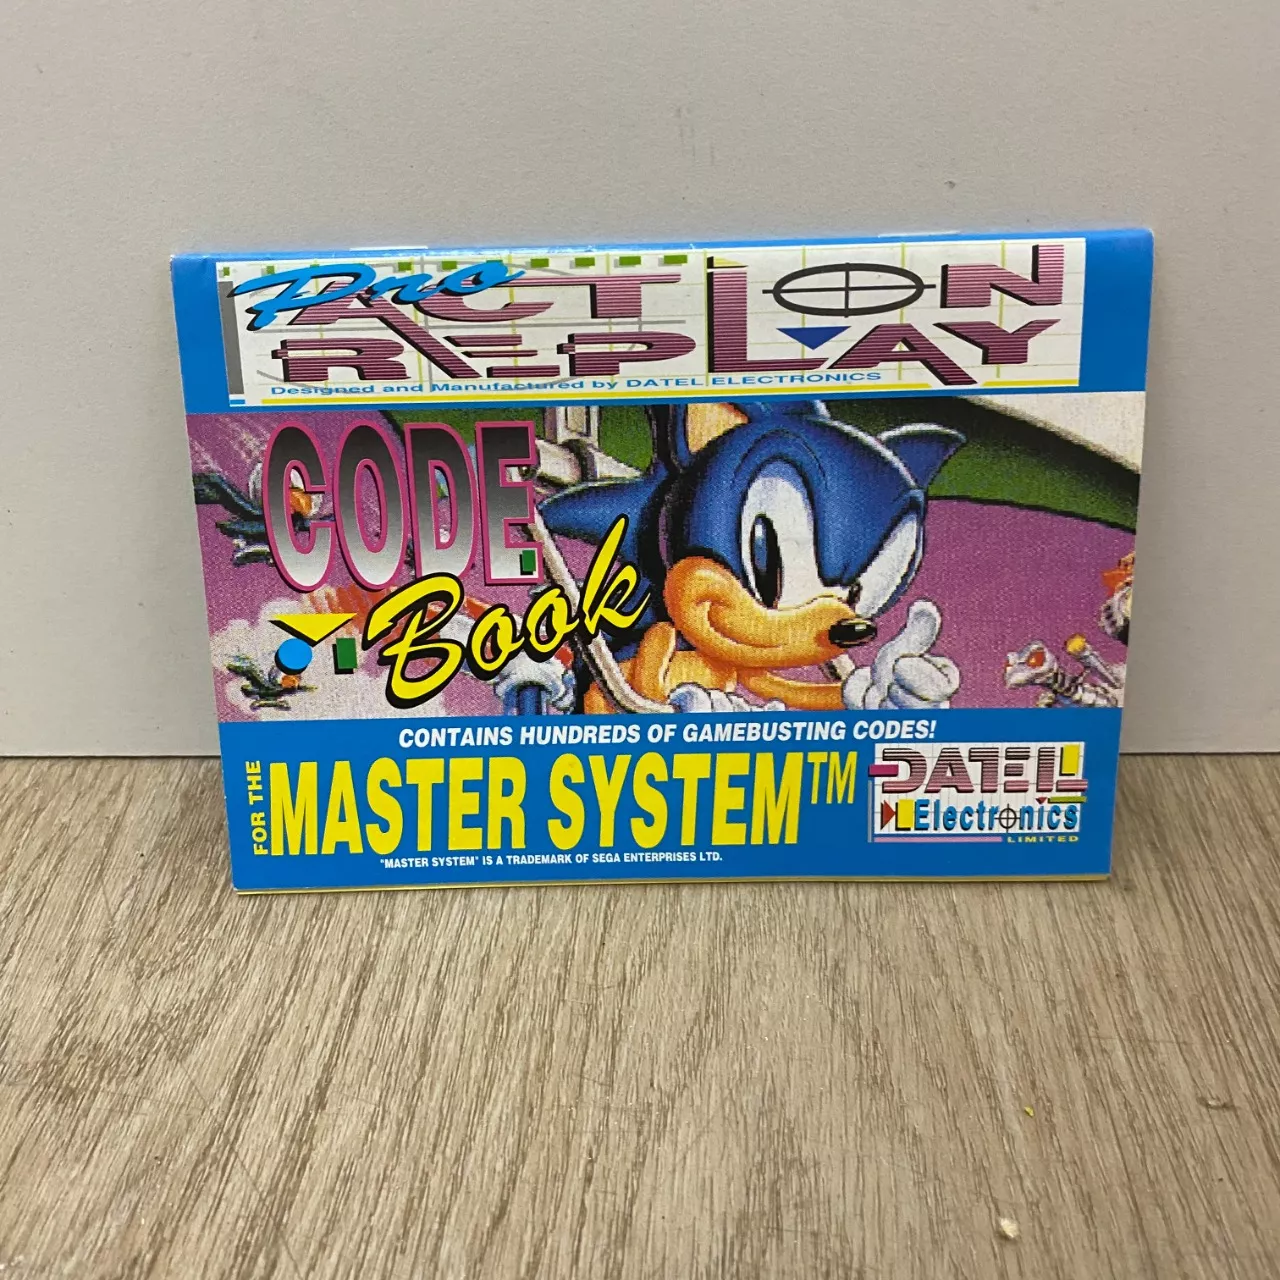 Pro ACTION
REPLAY
Designed and Manufactured by DATEL ELECTRONICS
CODE
Book
CONTAINS HUNDREDS OF GAMEBUSTING CODES!
FOR THE
MASTER SYSTEM™
"MASTER SYSTEM" IS A TRADEMARK OF SEGA ENTERPRISES LTD.
DATEL
Electronics
LIMITED